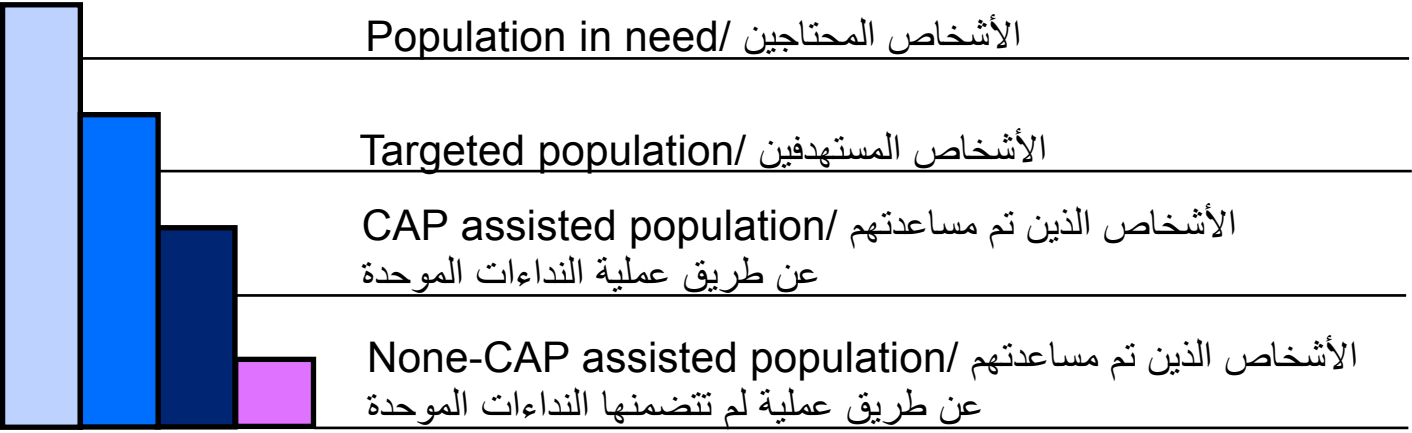 Population in need/ الأشخاص المحتاجين
Targeted population/ الأشخاص المستهدفين
CAP assisted population/ الأشخاص الذين تم مساعدتهم
عن طريق عملية النداءات الموحدة
None-CAP assisted population/ الأشخاص الذين تم مساعدتهم
عن طريق عملية لم تتضمنها النداءات الموحدة